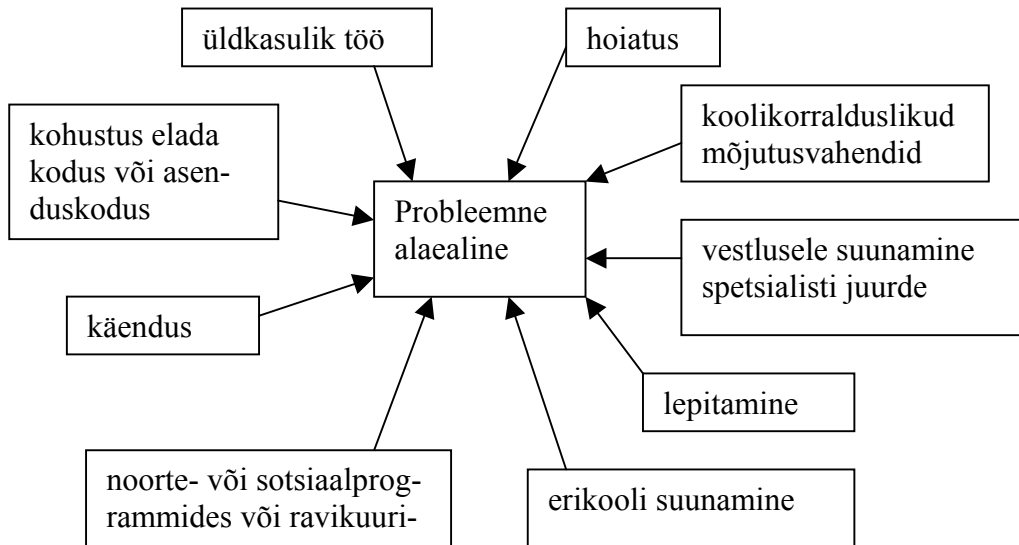 üldkasulik töö
hoiatus
kohustus elada
kodus või asen-
duskodus
koolikorralduslikud
mõjutusvahendid
Probleemne
alaealine
vestlusele suunamine
spetsialisti juurde
käendus
lepitamine
noorte- või sotsiaalprog-
rammides või ravikuuri-
erikooli suunamine